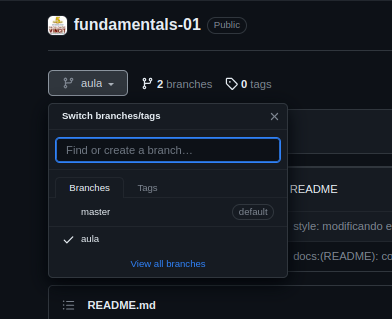 fundamentals-01 Public
aula 2 branches 0 tags
Switch branches/tags
Find or create a branch…
Branches Tags
README
master default
style: modificando e
aula
docs:(README): co
View all branches
README.md